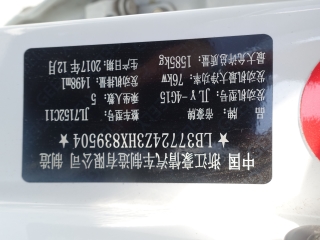 中国 浙江豪情汽车制造有限公司 制造
★LB37724Z3HX839504★
品 牌：帝豪牌 整车型号：JL7152C11
发动机型号：JLγ-4G15 乘坐人数：5
发动机最大净功率：76kw 发动机排量：1498ml
最大允许总质量：1585kg 生产日期：2017年12月